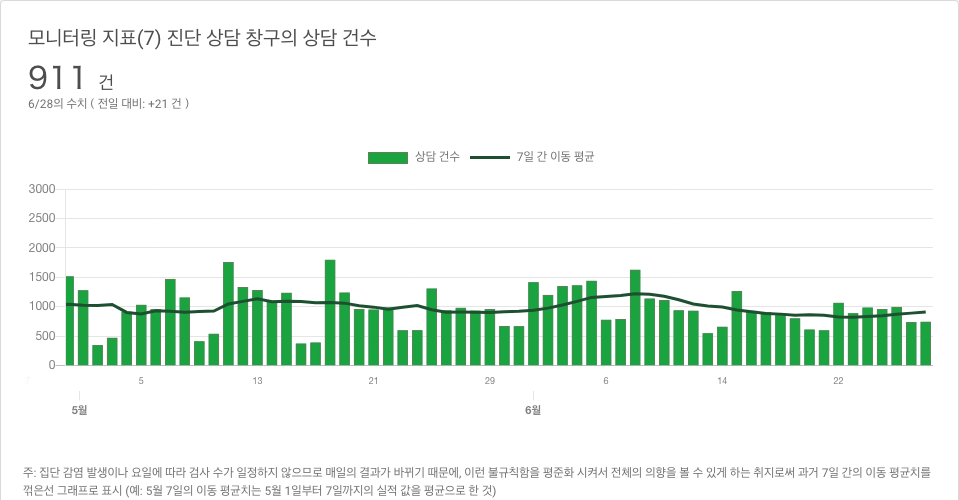 모니터링 지표(7) 진단 상담 창구의 상담 건수
911 건
6/28의 수치 ( 전일 대비: +21 건 )
상담 건수 7일 간 이동 평균
3000
2500
2000
1500
1000
500
0
7 5 13 21 29 6 14 22
5월 6월
주: 집단 감염 발생이나 요일에 따라 검사 수가 일정하지 않으므로 매일의 결과가 바뀌기 때문에, 이런 불규칙함을 평준화 시켜서 전체의 의향을 볼 수 있게 하는 취지로써 과거 7일 간의 이동 평균치를
꺾은선 그래프로 표시 (예: 5월 7일의 이동 평균치는 5월 1일부터 7일까지의 실적 값을 평균으로 한 것)